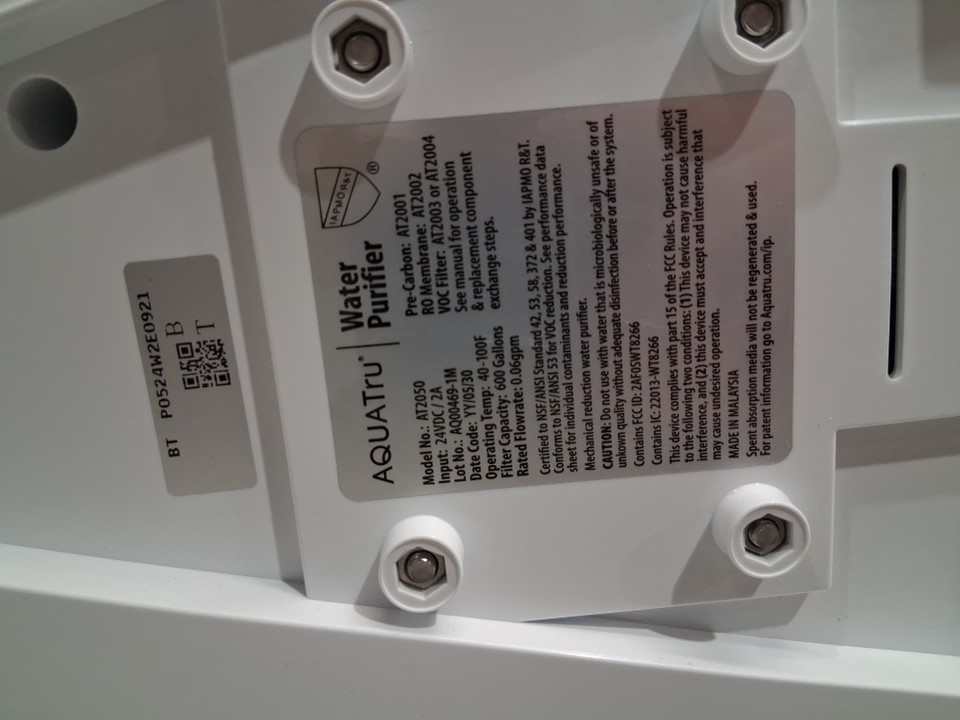 BT P0524W2E0921
B
T
AQUATRU® | Water Purifier
IAPMO R&T
®
Model No.: AT2050
Input: 24VDC / 2A
Lot No.: AQ00469-1M
Date Code: YY/05/30
Operating Temp: 40-100F
Filter Capacity: 600 Gallons
Rated Flowrate: 0.06gpm
Pre-Carbon: AT2001
RO Membrane: AT2002
VOC Filter: AT2003 or AT2004
See manual for operation
& replacement component
exchange steps.
Certified to NSF/ANSI Standard 42, 53, 58, 372 & 401 by IAPMO R&T.
Conforms to NSF/ANSI 53 for VOC reduction. See performance data
sheet for individual contaminants and reduction performance.
Mechanical reduction water purifier.
CAUTION: Do not use with water that is microbiologically unsafe or of
unkown quality without adequate disinfection before or after the system.
Contains FCC ID: 2AF0SWT8266
Contains IC: 22013-WT8266
This device complies with part 15 of the FCC Rules. Operation is subject
to the following two conditions: (1) This device may not cause harmful
interference, and (2) this device must accept and interference that
may cause undesired operation.
MADE IN MALAYSIA
Spent absorption media will not be regenerated & used.
For patent information go to Aquatru.com/ip.